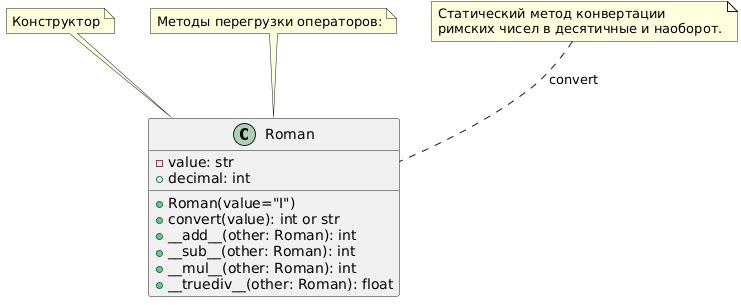 Конструктор
Методы перегрузки операторов:
Статический метод конвертации
римских чисел в десятичные и наоборот.
convert
C Roman
value: str
decimal: int
Roman(value="I")
convert(value): int or str
__add__(other: Roman): int
__sub__(other: Roman): int
__mul__(other: Roman): int
__truediv__(other: Roman): float